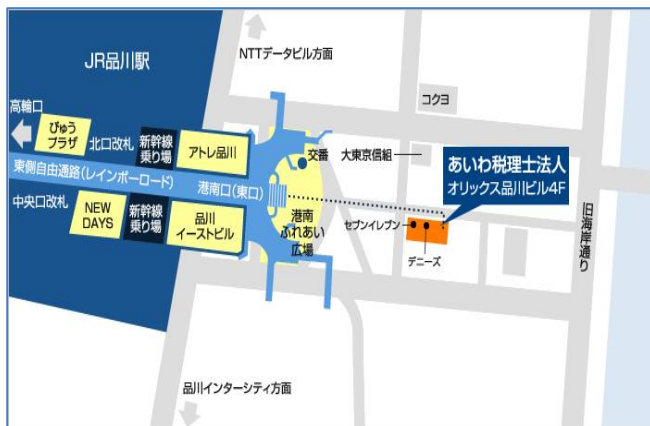 NTTデータビル方面
JR品川駅
コクヨ
高輪口
びゅう
プラザ
北口改札
新幹線
乗り場
アトレ品川
交番
大東京信組
あいわ税理士法人
オリックス品川ビル4F
東側自由通路(レインボーロード)
港南口(東口)
中央口改札
NEW
DAYS
新幹線
乗り場
品川
イーストビル
港南
ふれあい
広場
セブンイレブン
デニーズ
旧海岸通り
品川インターシティ方面